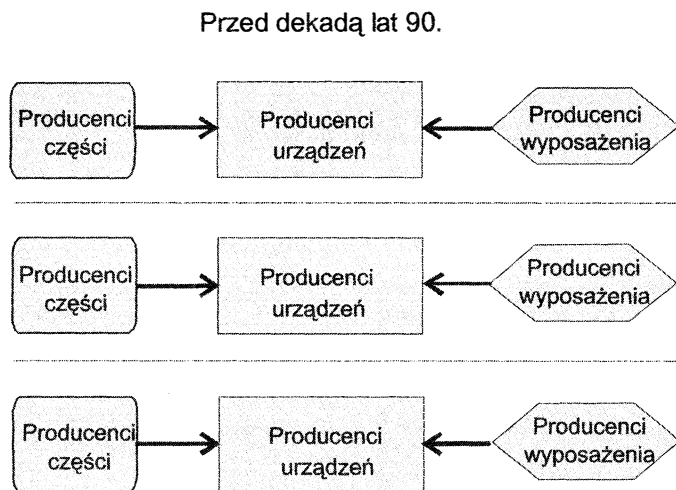 Przed dekadą lat 90.
Producenci
części
Producenci
urządzeń
Producenci
wyposażenia
Producenci
części
Producenci
urządzeń
Producenci
wyposażenia
Producenci
części
Producenci
urządzeń
Producenci
wyposażenia